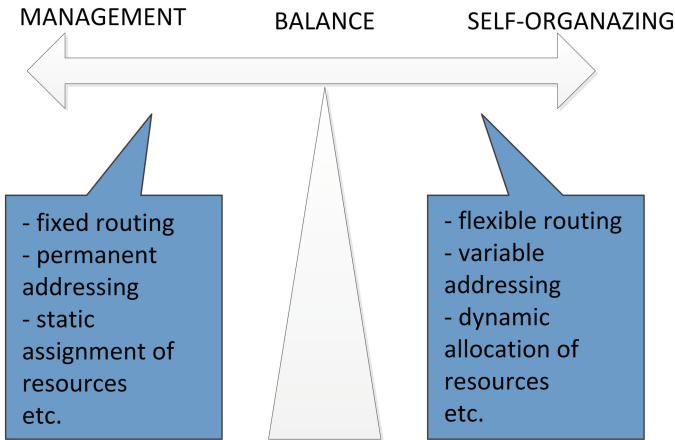 MANAGEMENT
BALANCE
SELF-ORGANAZING
- fixed routing
- permanent
addressing
- static
assignment of
resources
etc.
- flexible routing
- variable
addressing
- dynamic
allocation of
resources
etc.